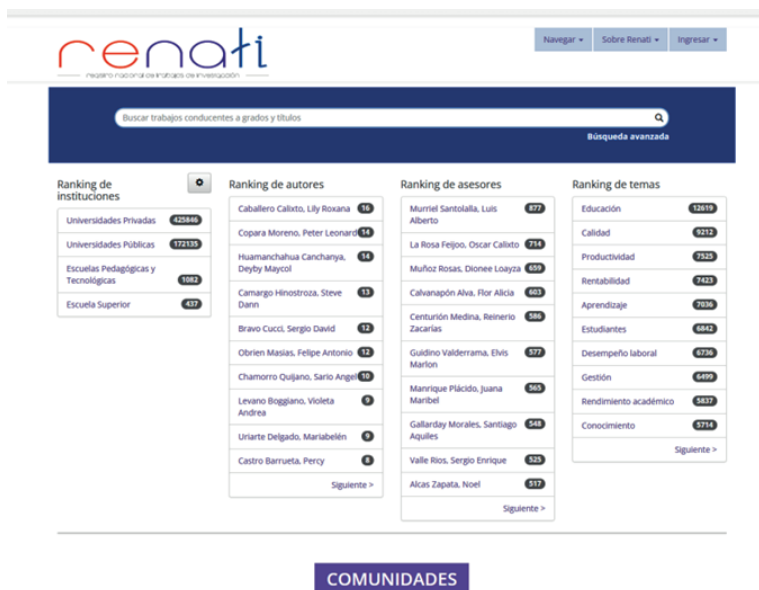 renati
registro nacional de trabajos de investigación
Navegar
Sobre Renati
Ingresar
Buscar trabajos conducentes a grados y títulos
Búsqueda avanzada
Ranking de
instituciones
Universidades Privadas 425846
Universidades Públicas 172135
Escuelas Pedagógicas y
Tecnológicas 1082
Escuela Superior 437
Ranking de autores
Caballero Calixto, Lily Roxana 16
Copara Moreno, Peter Leonard 14
Huamanchahua Canchanya, 14
Deyby Maycol
Camargo Hinostroza, Steve 13
Dann
Bravo Cucci, Sergio David 12
Obrien Masias, Felipe Antonio 12
Chamorro Quijano, Sario Angel 10
Levano Boggiano, Violeta 9
Andrea
Uriarte Delgado, Mariabelén 9
Castro Barrueta, Percy 8
Siguiente >
Ranking de asesores
Murriel Santolalla, Luis 877
Alberto
La Rosa Feijoo, Oscar Calixto 714
Muñoz Rosas, Dionee Loayza 659
Calvanapón Alva, Flor Alicia 603
Centurión Medina, Reinerio 586
Zacarías
Guidino Valderrama, Elvis 577
Marlon
Manrique Plácido, Juana 565
Maribel
Gallarday Morales, Santiago 548
Aquiles
Valle Rios, Sergio Enrique 525
Alcas Zapata, Noel 517
Siguiente >
Ranking de temas
Educación 12619
Calidad 9212
Productividad 7525
Rentabilidad 7423
Aprendizaje 7036
Estudiantes 6842
Desempeño laboral 6736
Gestión 6499
Rendimiento académico 5837
Conocimiento 5714
Siguiente >
COMUNIDADES